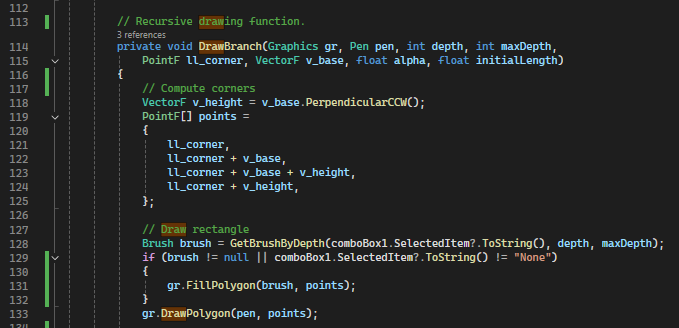 112
113 // Recursive drawing function.
3 references
114 private void DrawBranch(Graphics gr, Pen pen, int depth, int maxDepth,
115 PointF ll_corner, VectorF v_base, float alpha, float initialLength)
116 {
117 // Compute corners
118 VectorF v_height = v_base.PerpendicularCCW();
119 PointF[] points =
120 {
121 ll_corner,
122 ll_corner + v_base,
123 ll_corner + v_base + v_height,
124 ll_corner + v_height,
125 };
126
127 // Draw rectangle
128 Brush brush = GetBrushByDepth(comboBox1.SelectedItem?.ToString(), depth, maxDepth);
129 if (brush != null || comboBox1.SelectedItem?.ToString() != "None")
130 {
131 gr.FillPolygon(brush, points);
132 }
133 gr.DrawPolygon(pen, points);
134